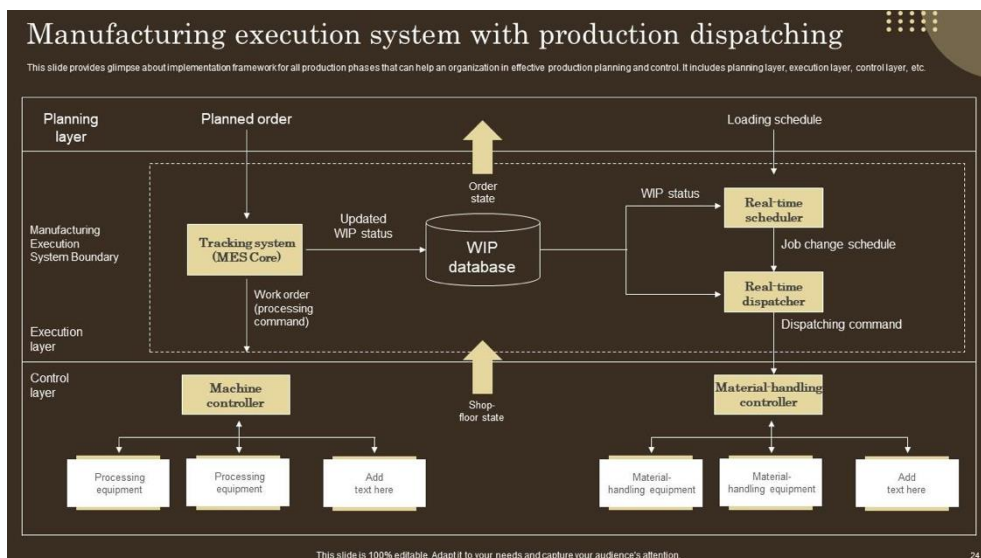 Manufacturing execution system with production dispatching
This slide provides glimpse about implementation framework for all production phases that can help an organization in effective production planning and control. It includes planning layer, execution layer, control layer, etc.
Planning
layer
Planned order
Loading schedule
Order
state
Manufacturing
Execution
System Boundary
Tracking system
(MES Core)
Updated
WIP status
WIP
database
WIP status
Real-time
scheduler
Job change schedule
Real-time
dispatcher
Work order
(processing
command)
Dispatching command
Execution
layer
Control
layer
Machine
controller
Shop-
floor state
Material-handling
controller
Processing
equipment
Processing
equipment
Add
text here
Material-
handling equipment
Material-
handling equipment
Add
text here
This slide is 100% editable. Adapt it to your needs and capture your audience's attention.
24